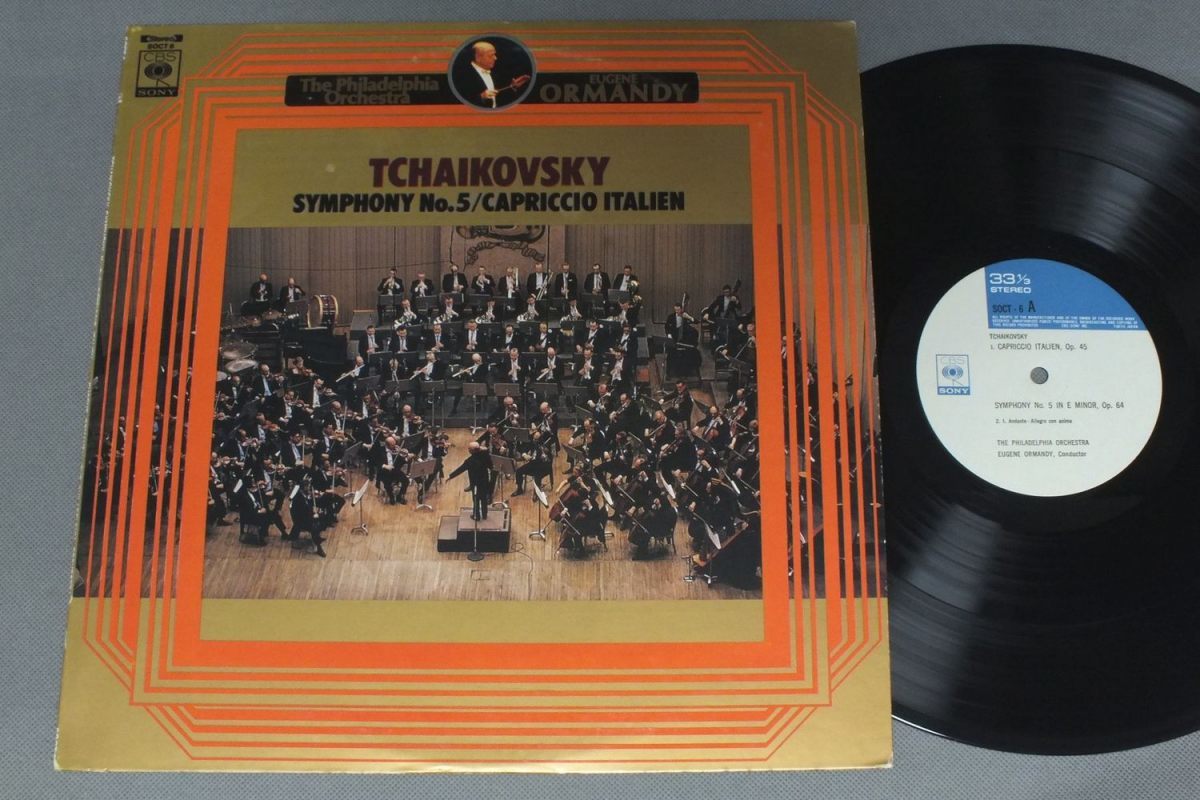 Stereo
SOCT 6
CBS
SONY
The Philadelphia
Orchestra
EUGENE
ORMANDY
TCHAIKOVSKY
SYMPHONY No.5/CAPRICCIO ITALIEN
33 1/3
STEREO
SOCT-6 A
TCHAIKOVSKY
1. CAPRICCIO ITALIEN, Op. 45
CBS
SONY
SYMPHONY No. 5 IN E MINOR, Op. 64
2. I. Andante-Allegro con anima
THE PHILADELPHIA ORCHESTRA
EUGENE ORMANDY, Conductor